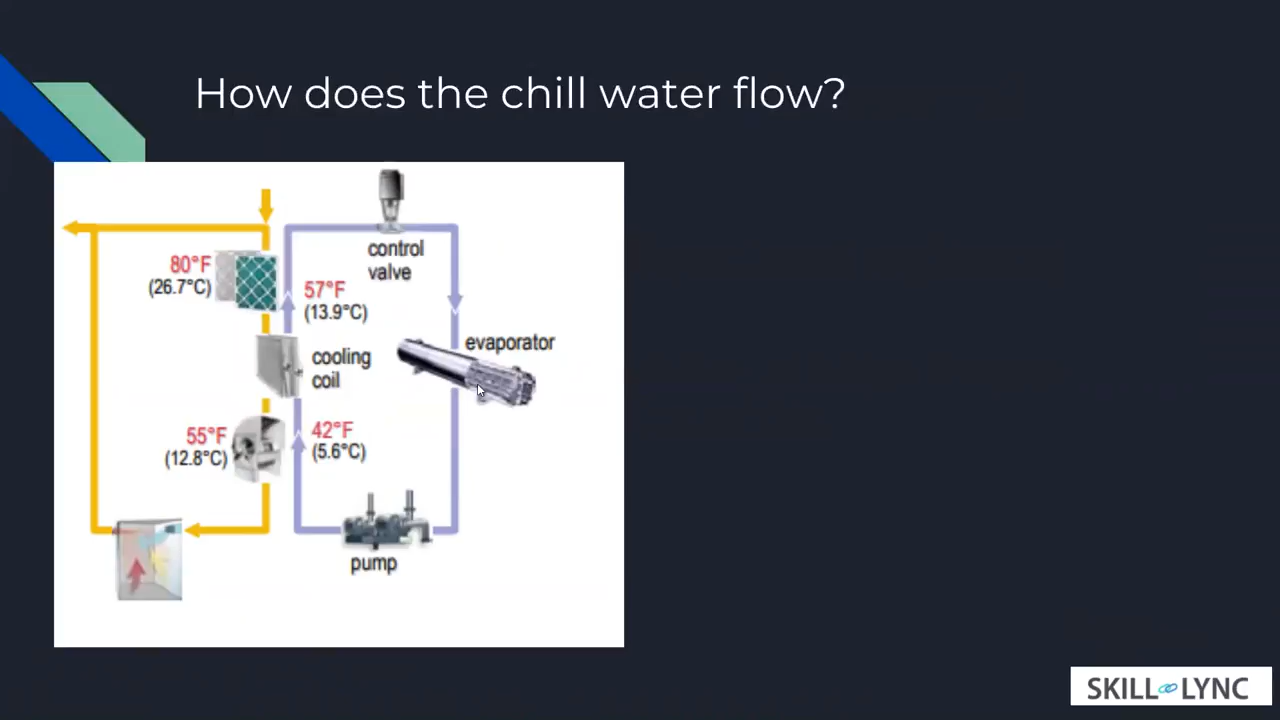 How does the chill water flow?
control
valve
80°F
(26.7°C)
57°F
(13.9°C)
evaporator
cooling
coil
55°F
(12.8°C)
42°F
(5.6°C)
pump
SKILL LYNC